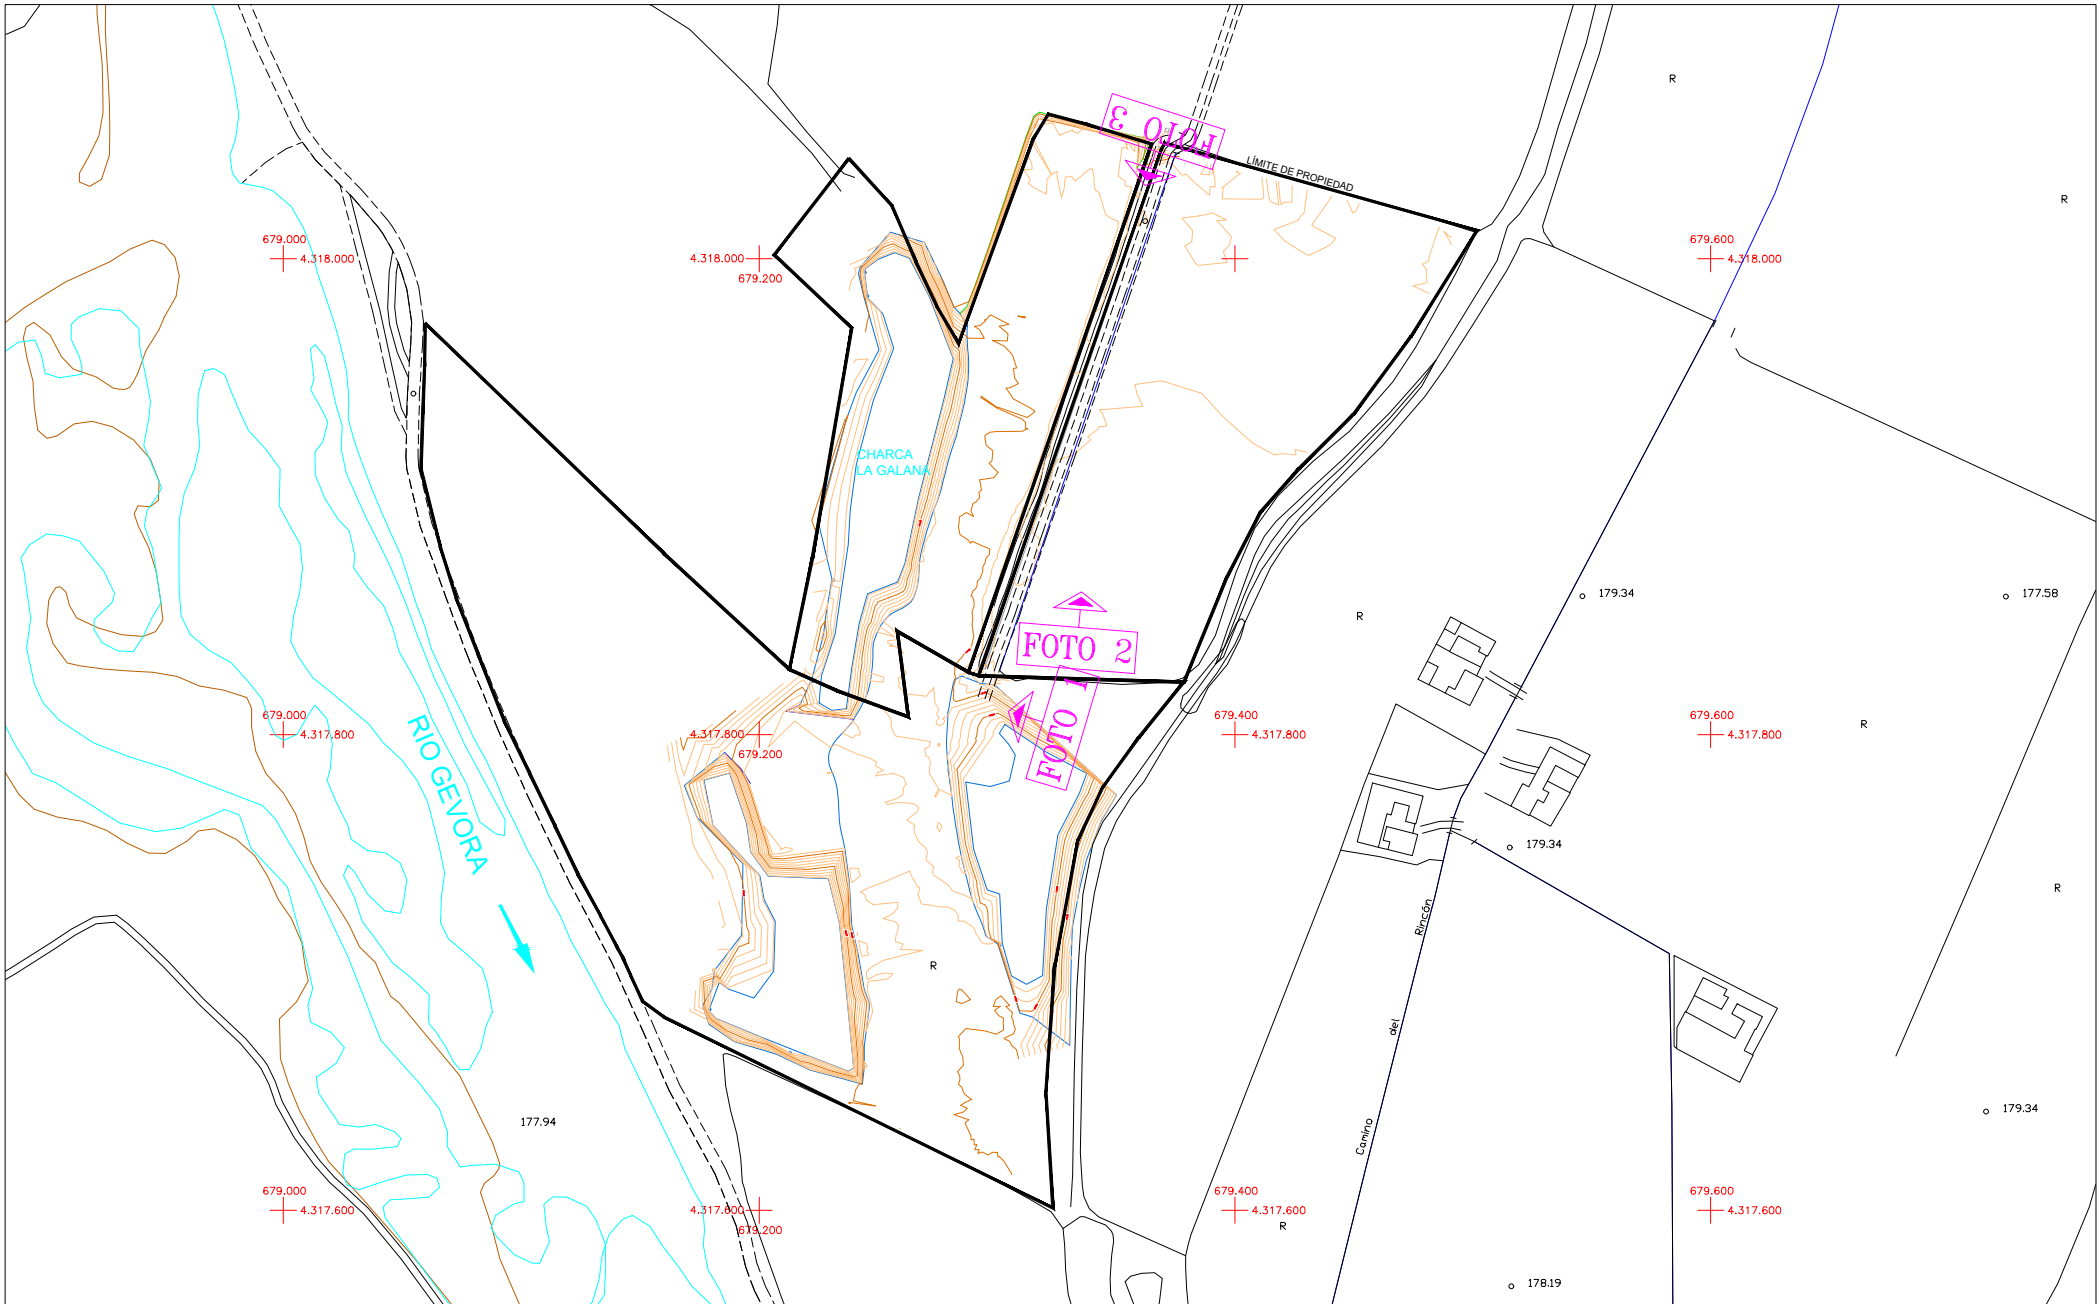 R
R
FOTO 3
LÍMITE DE PROPIEDAD
679.000
4.318.000
4.318.000
679.200
679.600
4.318.000
CHARCA
LA GALANA
179.34
177.58
R
FOTO 2
FOTO 1
679.000
4.317.800
4.317.800
679.200
679.400
4.317.800
679.600
4.317.800
R
RIO GEVORA
179.34
R
R
Camino del Rincón
177.94
179.34
679.000
4.317.600
4.317.600
679.200
679.400
4.317.600
679.600
4.317.600
R
178.19